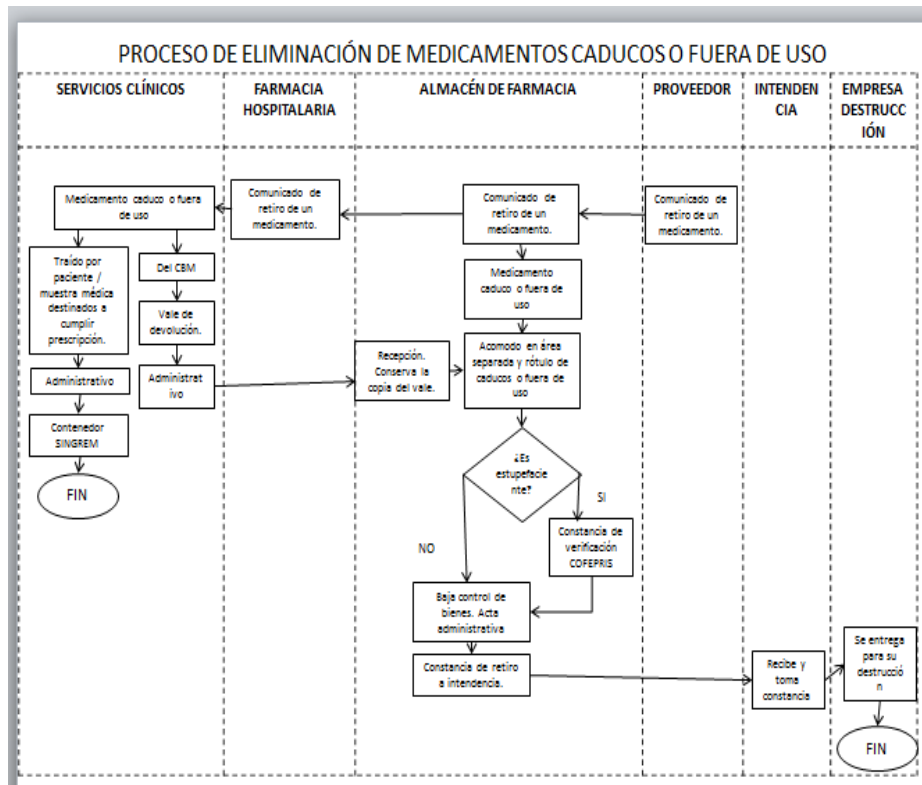 PROCESO DE ELIMINACIÓN DE MEDICAMENTOS CADUCOS O FUERA DE USO
SERVICIOS CLÍNICOS
FARMACIA
HOSPITALARIA
ALMACÉN DE FARMACIA
PROVEEDOR
INTENDEN
CIA
EMPRESA
DESTRUCC
IÓN
Medicamento caduco o fuera
de uso
Comunicado de
retiro de un
medicamento.
Comunicado de
retiro de un
medicamento.
Comunicado de
retiro de un
medicamento.
Traído por
paciente /
muestra médica
destinados a
cumplir
prescripción.
Del CBM
Vale de
devolución.
Administrat
ivo
Administrativo
Contenedor
SINGREM
FIN
Medicamento
caduco o fuera de
uso
Recepción.
Conserva la
copia del vale.
Acomodo en área
separada y rótulo de
caducos o fuera de
uso
¿Es
estupefacie
nte?
SI
NO
Constancia de
verificación
COFEPRIS
Baja control de
bienes. Acta
administrativa
Constancia de retiro
a intendencia.
Recibe y
toma
constancia
Se entrega
para su
destrucció
n
FIN